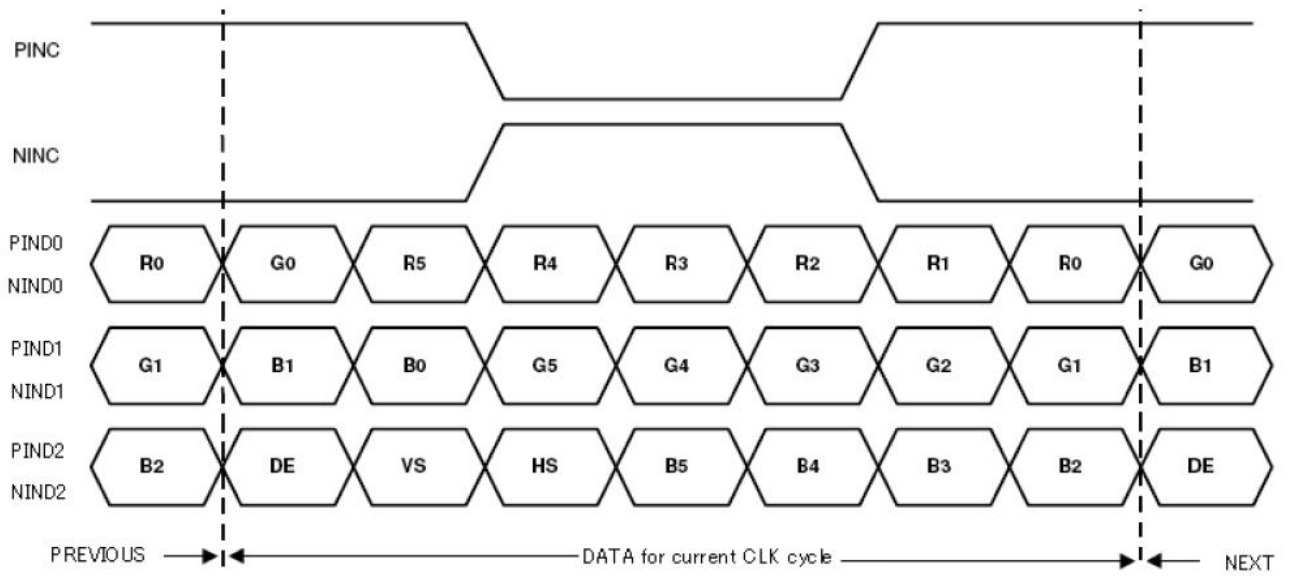 PINC
NINC
PIND0
R0 G0 R5 R4 R3 R2 R1 R0 G0
NIND0
PIND1
G1 B1 B0 G5 G4 G3 G2 G1 B1
NIND1
PIND2
B2 DE VS HS B5 B4 B3 B2 DE
NIND2
PREVIOUS DATA for current CLK cycle NEXT